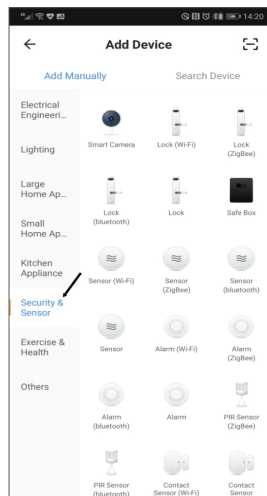 14:20
Add Device
Add Manually
Search Device
Electrical
Engineeri...
Lighting
Large
Home Ap...
Small
Home Ap...
Kitchen
Appliance
Security &
Sensor
Exercise &
Health
Others
Smart Camera
Lock (Wi-Fi)
Lock
(ZigBee)
Lock
(bluetooth)
Lock
Safe Box
Sensor (Wi-Fi)
Sensor
(ZigBee)
Sensor
(bluetooth)
Sensor
Alarm (Wi-Fi)
Alarm
(ZigBee)
Alarm
(bluetooth)
Alarm
PIR Sensor
(ZigBee)
PIR Sensor
(bluetooth)
Contact
Sensor (Wi-Fi)
Contact
Sensor